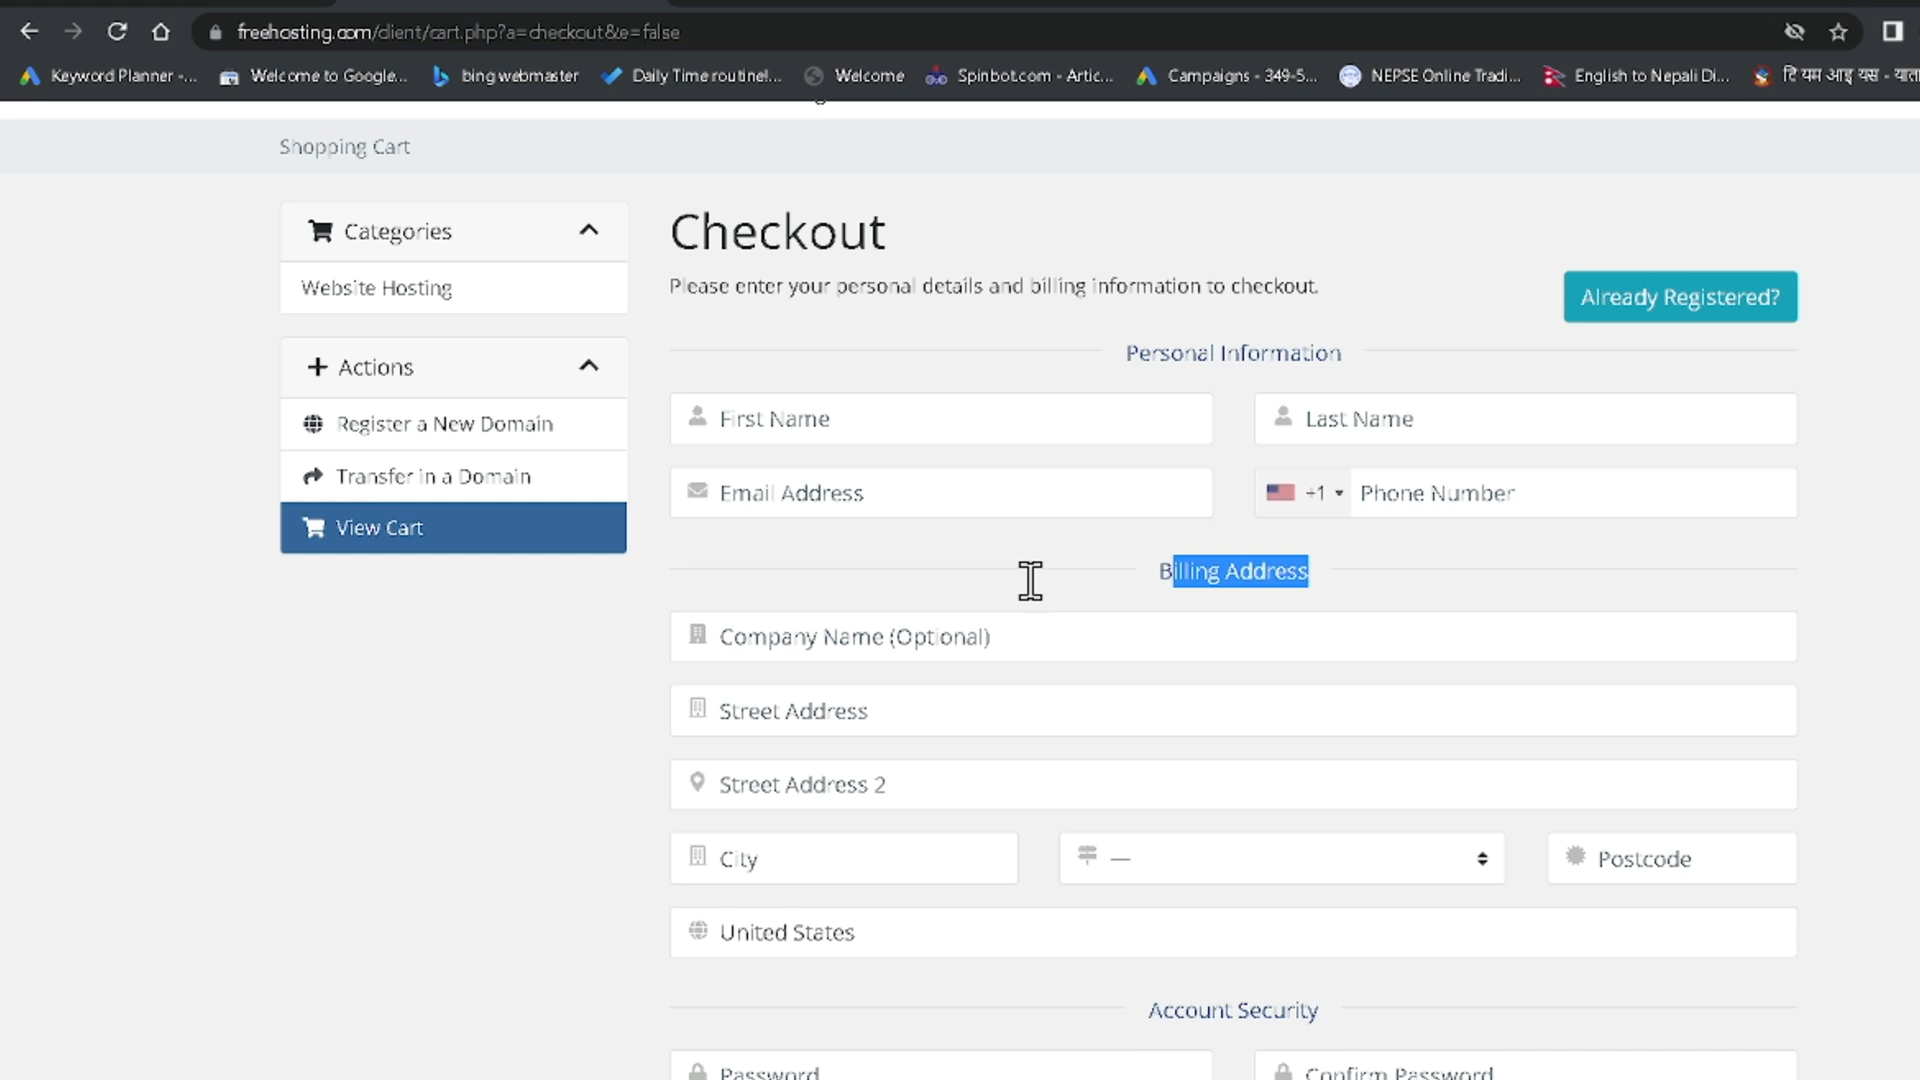 freehosting.com/client/cart.php?a=checkout&e=false
Keyword Planner -... Welcome to Google... bing webmaster Daily Time routine!... Welcome Spinbot.com - Artic... Campaigns - 349-5... NEPSE Online Tradi... English to Nepali Di... दि यम आइ यस - याता
Shopping Cart
Categories
Website Hosting
Actions
Register a New Domain
Transfer in a Domain
View Cart
Checkout
Please enter your personal details and billing information to checkout.
Already Registered?
Personal Information
First Name Last Name
Email Address +1 Phone Number
Billing Address
Company Name (Optional)
Street Address
Street Address 2
City — Postcode
United States
Account Security
Password Confirm Password